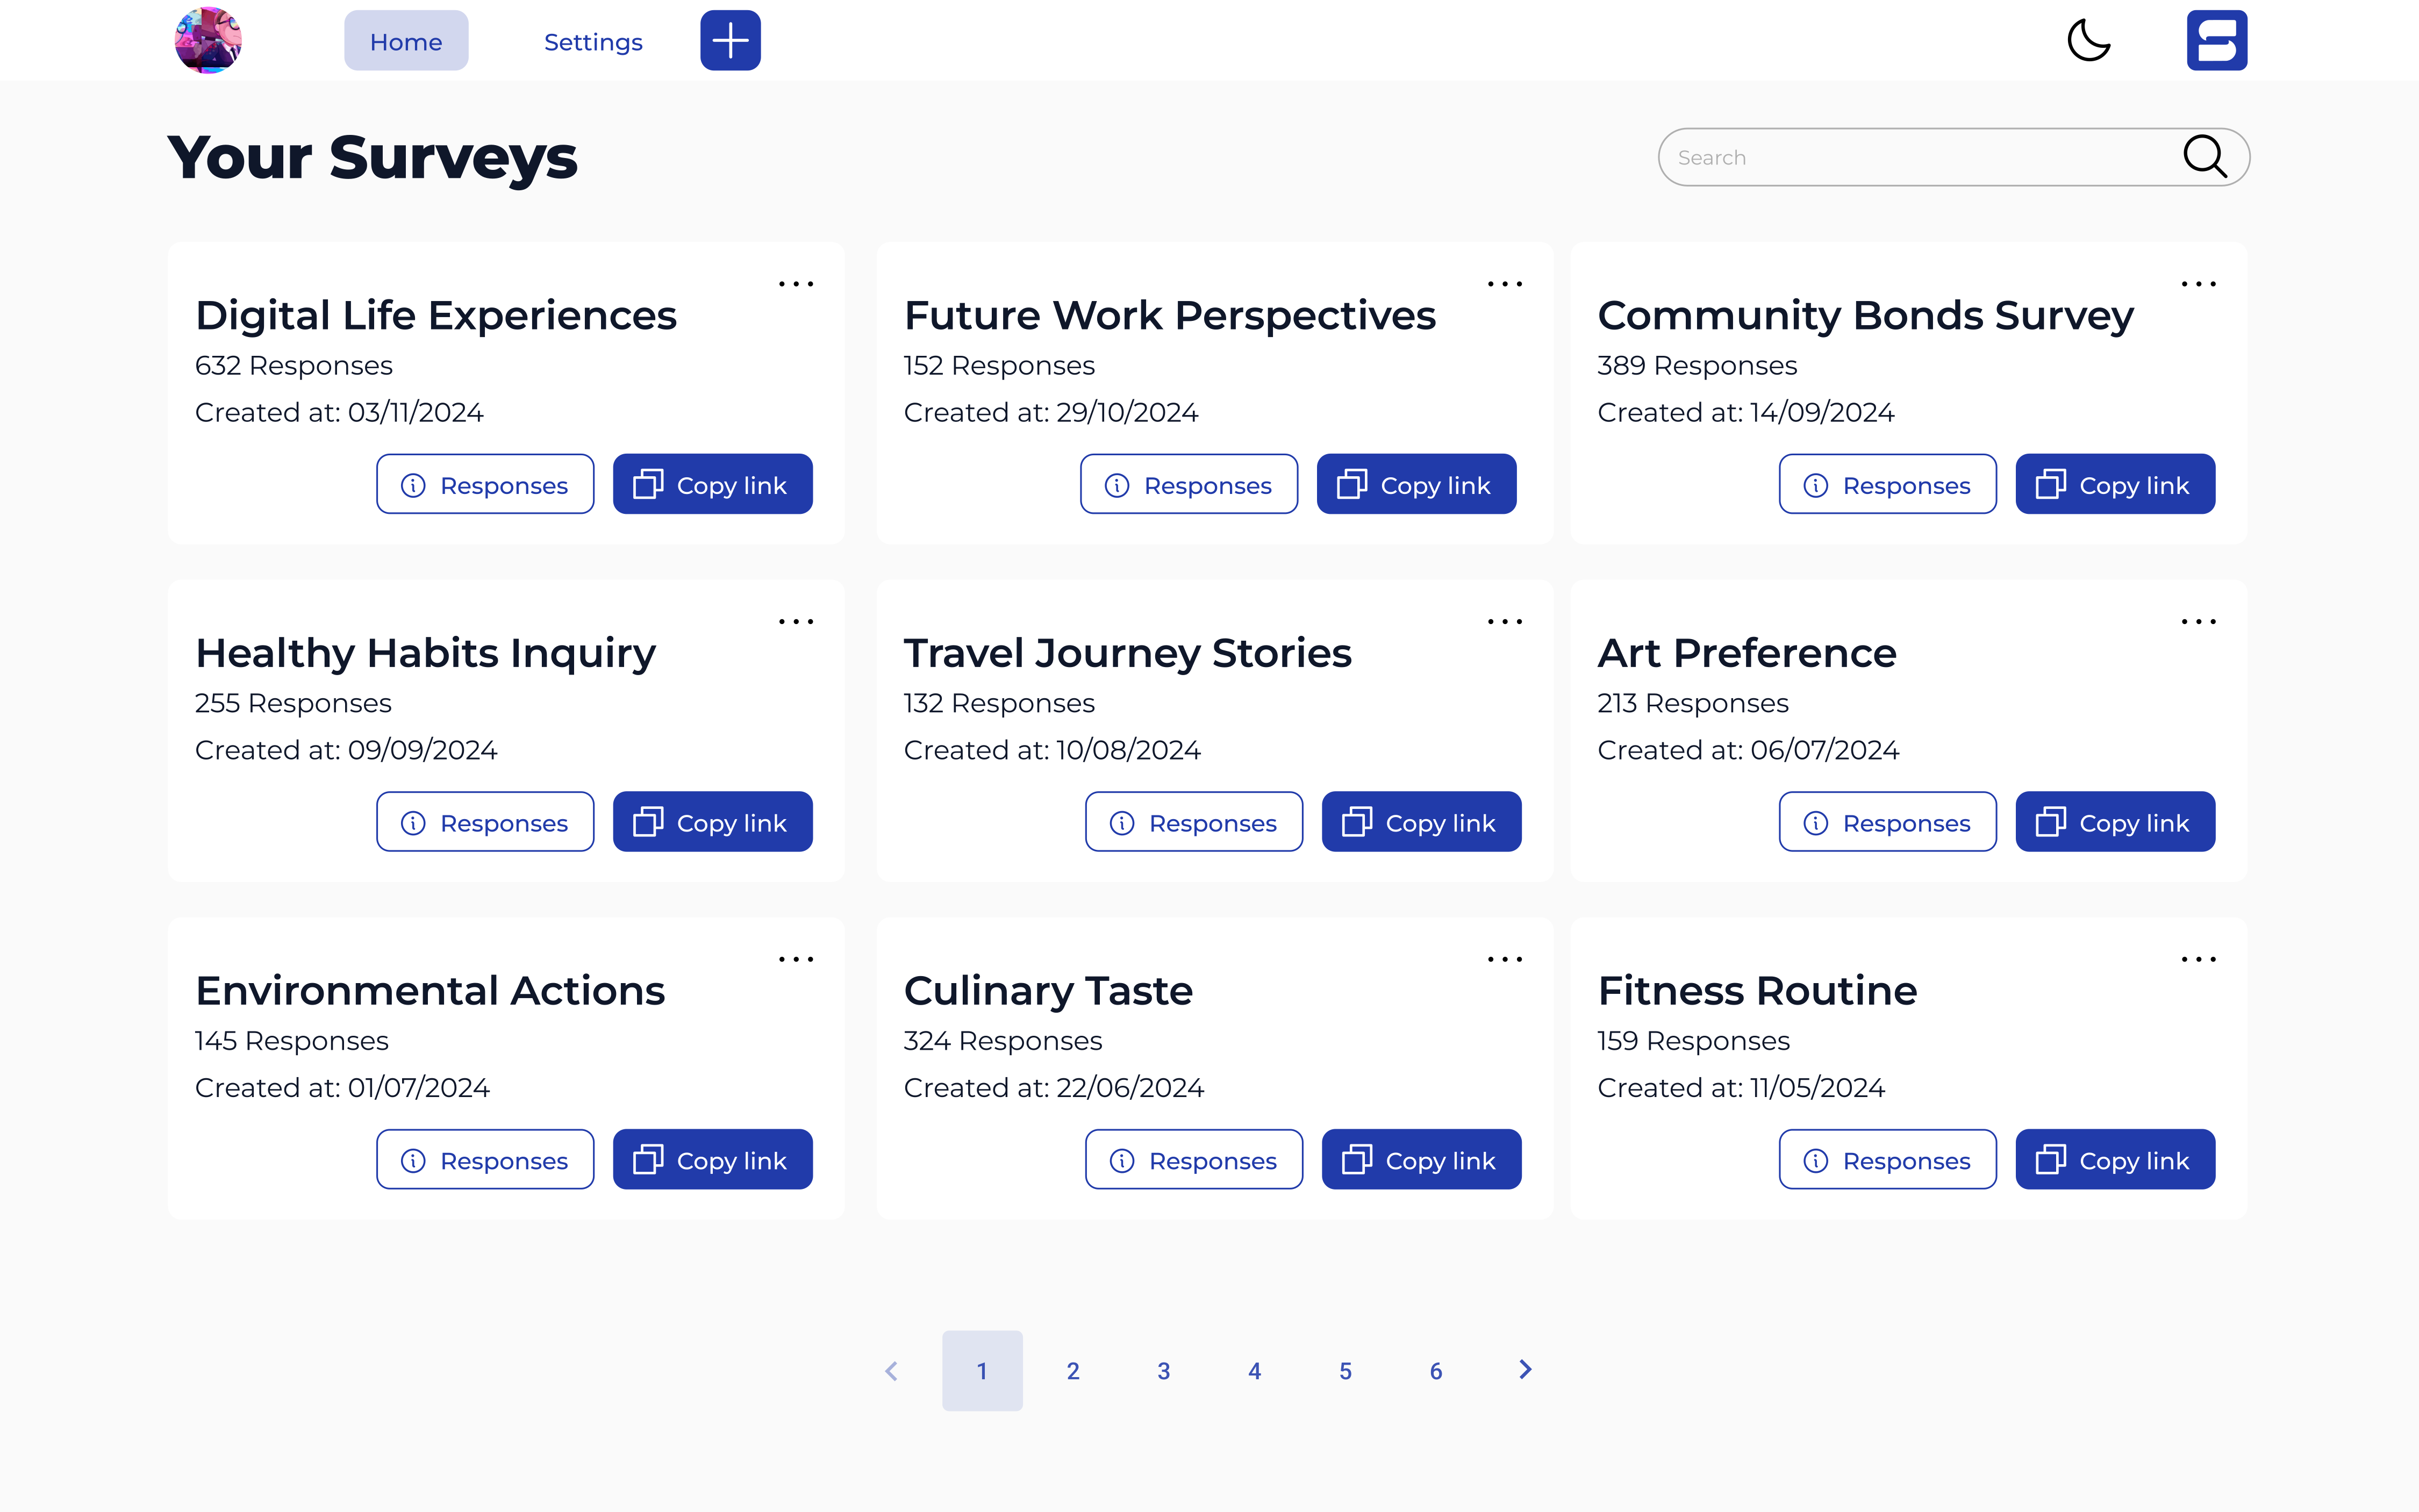 Home
Settings
Your Surveys
Search
Digital Life Experiences
632 Responses
Created at: 03/11/2024
Responses
Copy link
Future Work Perspectives
152 Responses
Created at: 29/10/2024
Responses
Copy link
Community Bonds Survey
389 Responses
Created at: 14/09/2024
Responses
Copy link
Healthy Habits Inquiry
255 Responses
Created at: 09/09/2024
Responses
Copy link
Travel Journey Stories
132 Responses
Created at: 10/08/2024
Responses
Copy link
Art Preference
213 Responses
Created at: 06/07/2024
Responses
Copy link
Environmental Actions
145 Responses
Created at: 01/07/2024
Responses
Copy link
Culinary Taste
324 Responses
Created at: 22/06/2024
Responses
Copy link
Fitness Routine
159 Responses
Created at: 11/05/2024
Responses
Copy link
1 2 3 4 5 6